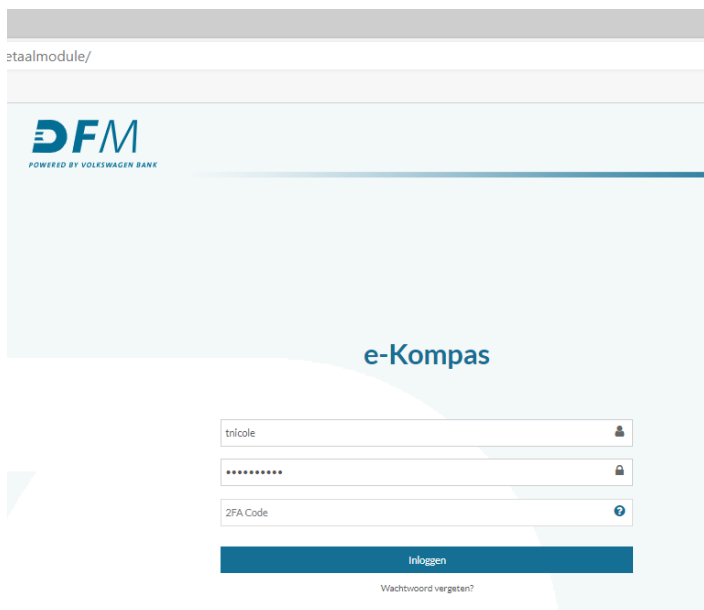 etaalmodule/
DFM
POWERED BY VOLKSWAGEN BANK
e-Kompas
tnicole
••••••••••
2FA Code
Inloggen
Wachtwoord vergeten?